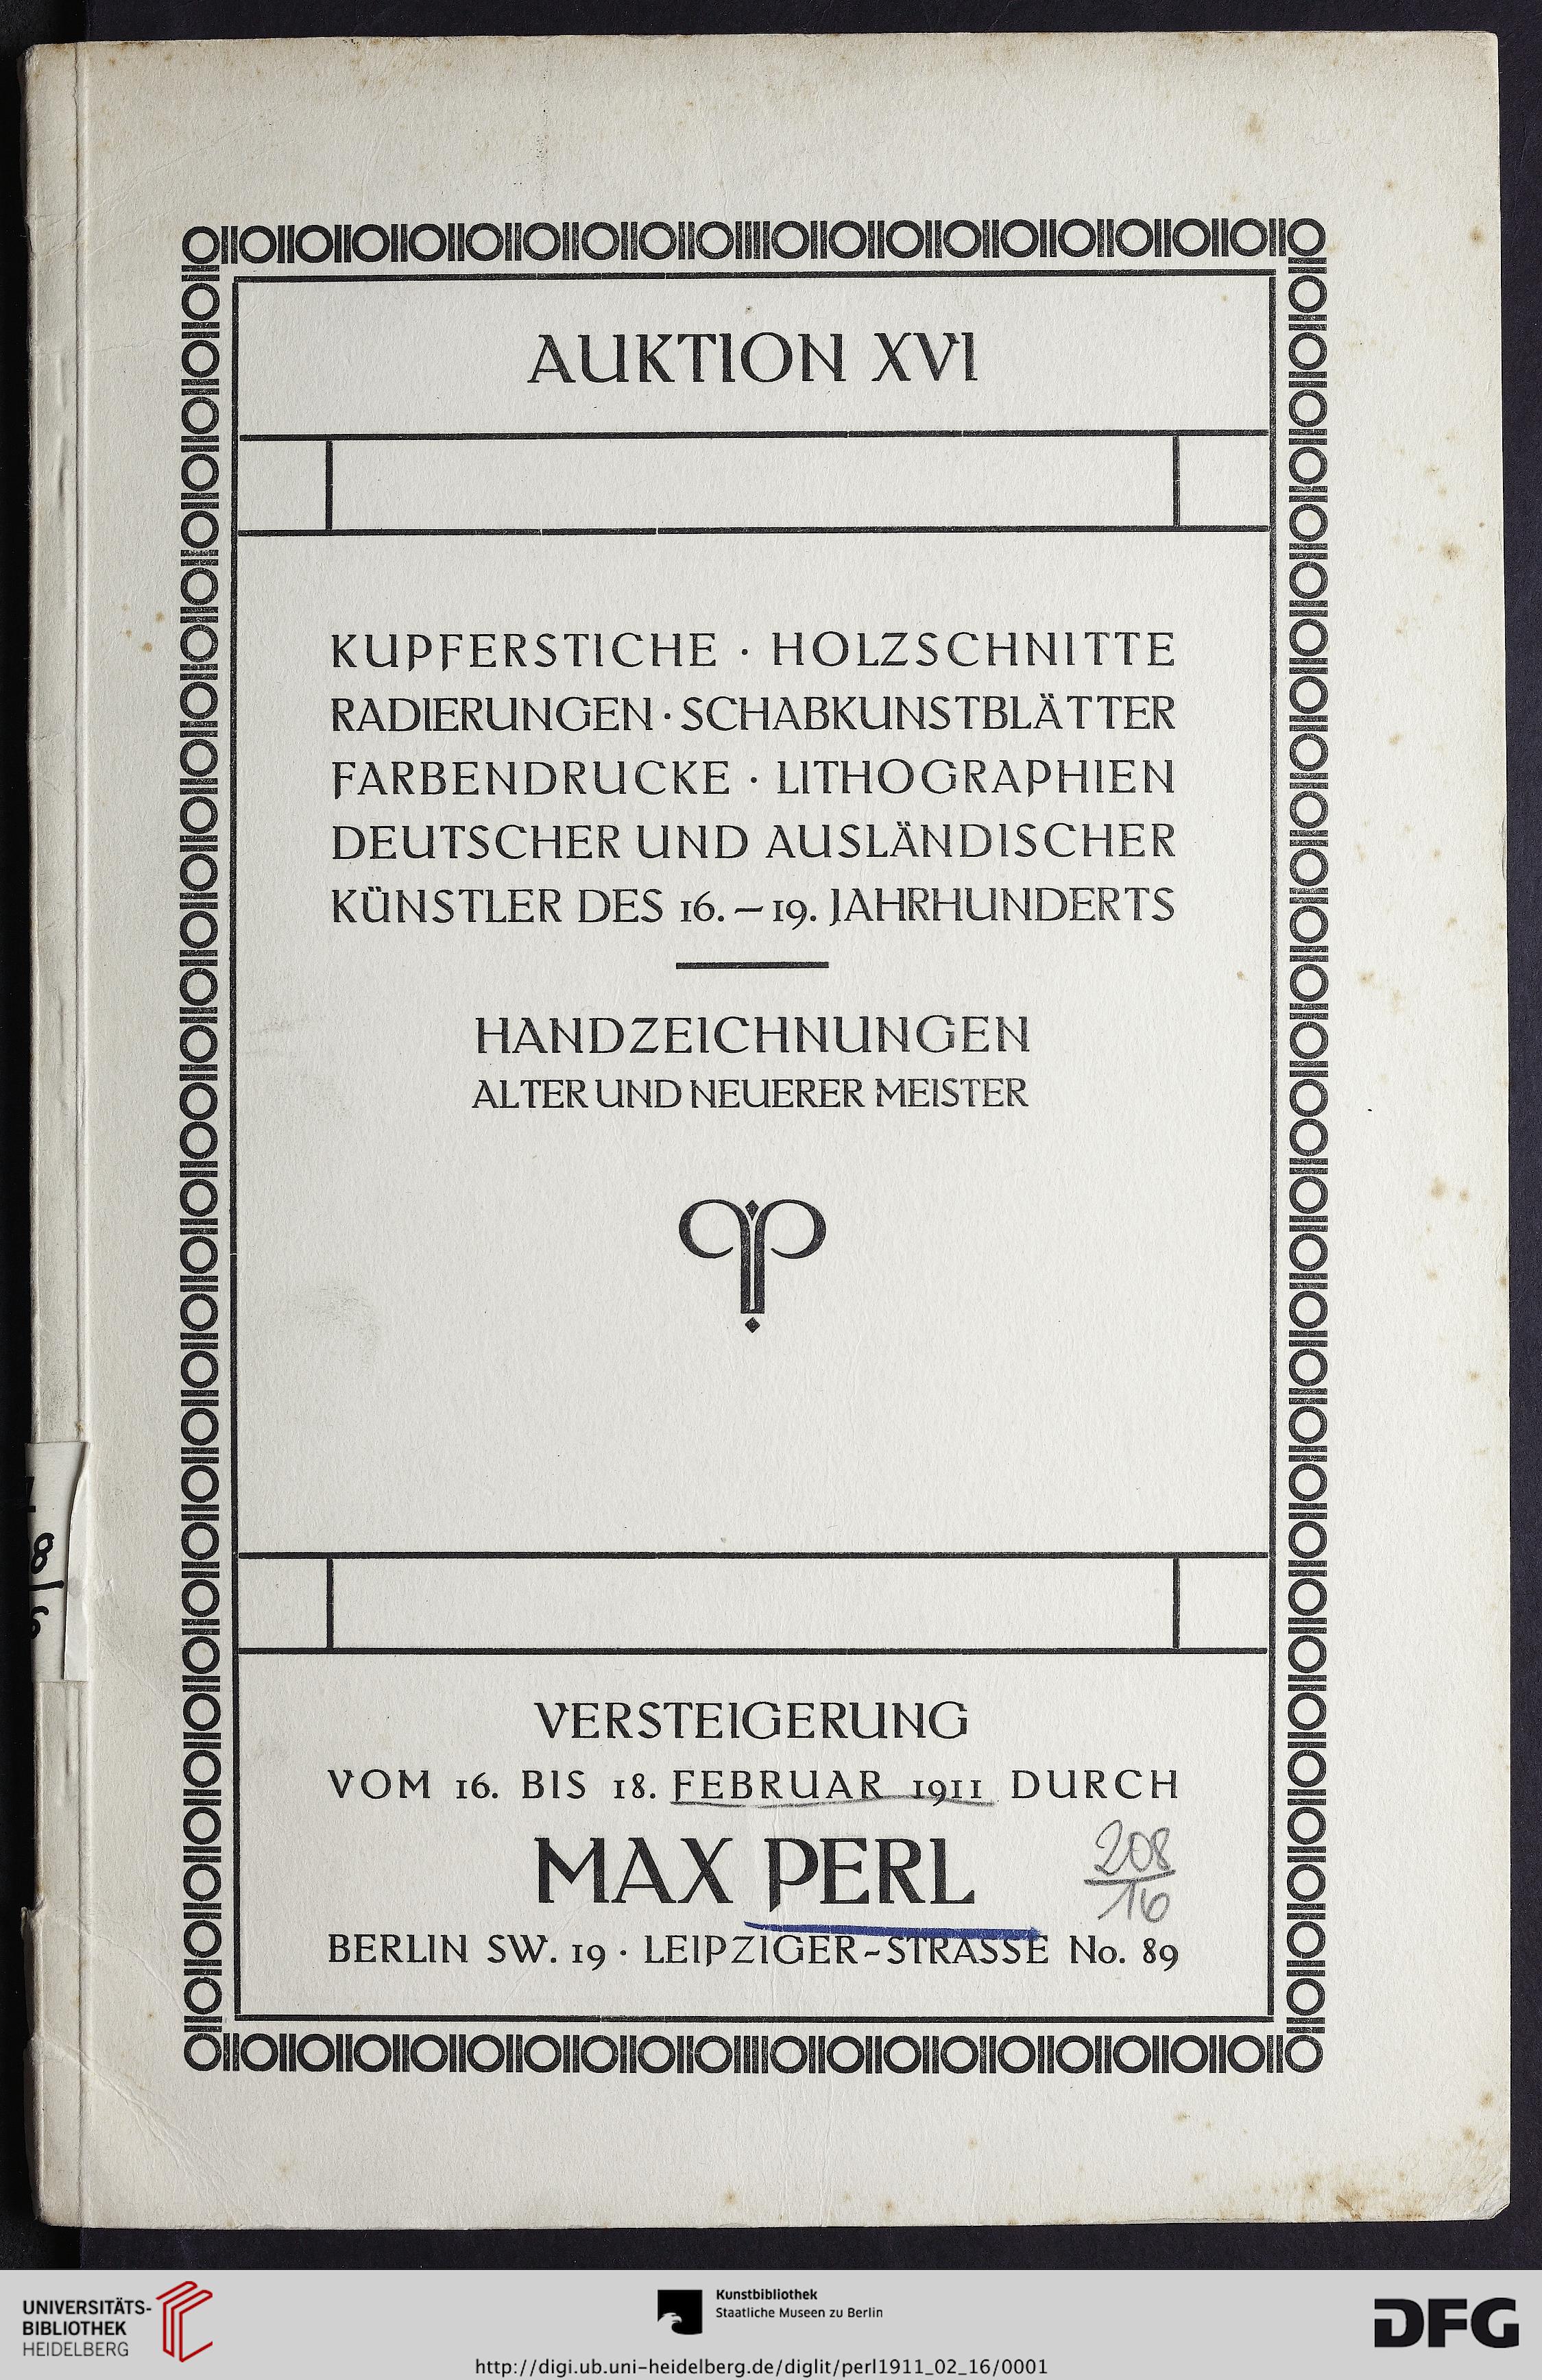 AUKTION XVI
KUPFERSTICHE · HOLZSCHNITTE
RADIERUNGEN · SCHABKUNSTBLÄTTER
FARBENDRUCKE · LITHOGRAPHIEN
DEUTSCHER UND AUSLÄNDISCHER
KÜNSTLER DES 16. – 19. JAHRHUNDERTS
HANDZEICHNUNGEN
ALTER UND NEUERER MEISTER
VERSTEIGERUNG
VOM 16. BIS 18. FEBRUAR 1911 DURCH
MAX PERL
208
16
BERLIN SW. 19 · LEIPZIGER-STRASSE No. 89
UNIVERSITÄTS-
BIBLIOTHEK
HEIDELBERG
Kunstbibliothek
Staatliche Museen zu Berlin
DFG
http://digi.ub.uni-heidelberg.de/diglit/perl1911_02_16/0001